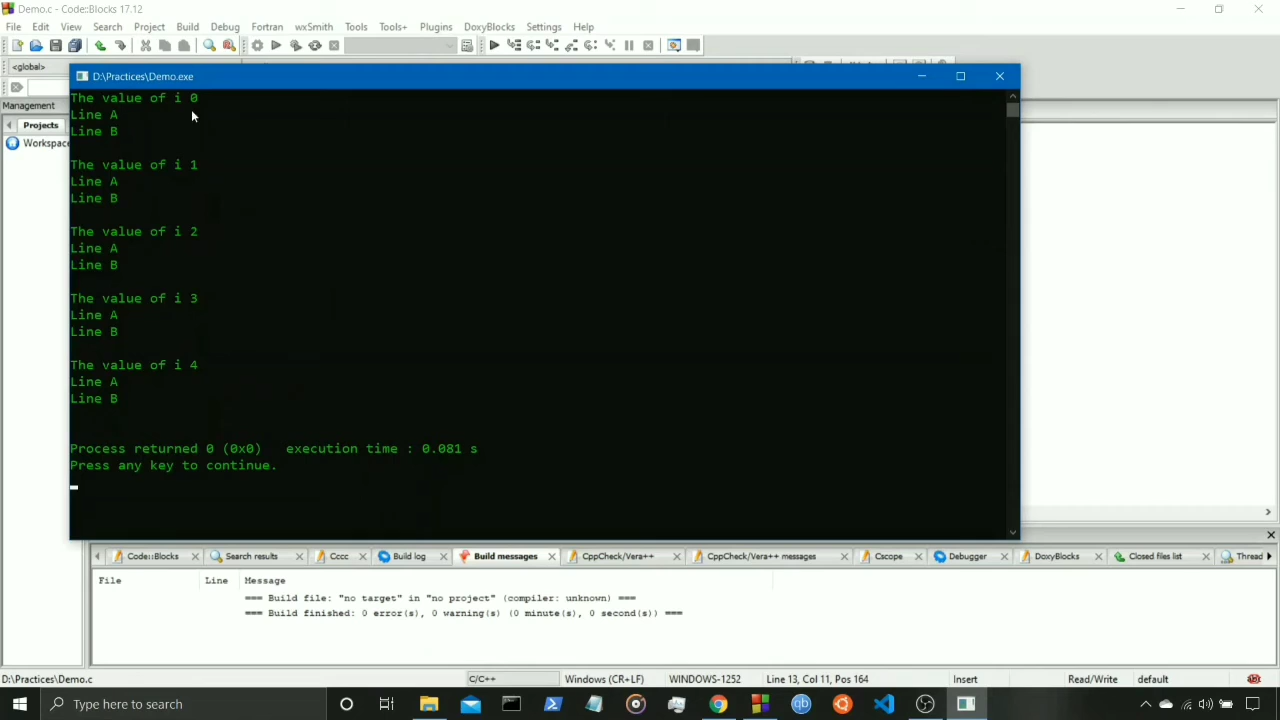 Demo.c - Code::Blocks 17.12
File Edit View Search Project Build Debug Fortran wxSmith Tools Tools+ Plugins DoxyBlocks Settings Help
<global>
D:\Practices\Demo.exe
Management
Projects
Workspace
The value of i 0
Line A
Line B
The value of i 1
Line A
Line B
The value of i 2
Line A
Line B
The value of i 3
Line A
Line B
The value of i 4
Line A
Line B
Process returned 0 (0x0)   execution time : 0.081 s
Press any key to continue.
Code::Blocks Search results Cccc Build log Build messages CppCheck/Vera++ CppCheck/Vera++ messages Cscope Debugger DoxyBlocks Closed files list Thread
File Line Message
=== Build file: "no target" in "no project" (compiler: unknown) ===
=== Build finished: 0 error(s), 0 warning(s) (0 minute(s), 0 second(s)) ===
D:\Practices\Demo.c C/C++ Windows (CR+LF) WINDOWS-1252 Line 13, Col 11, Pos 164 Insert Read/Write default
Type here to search